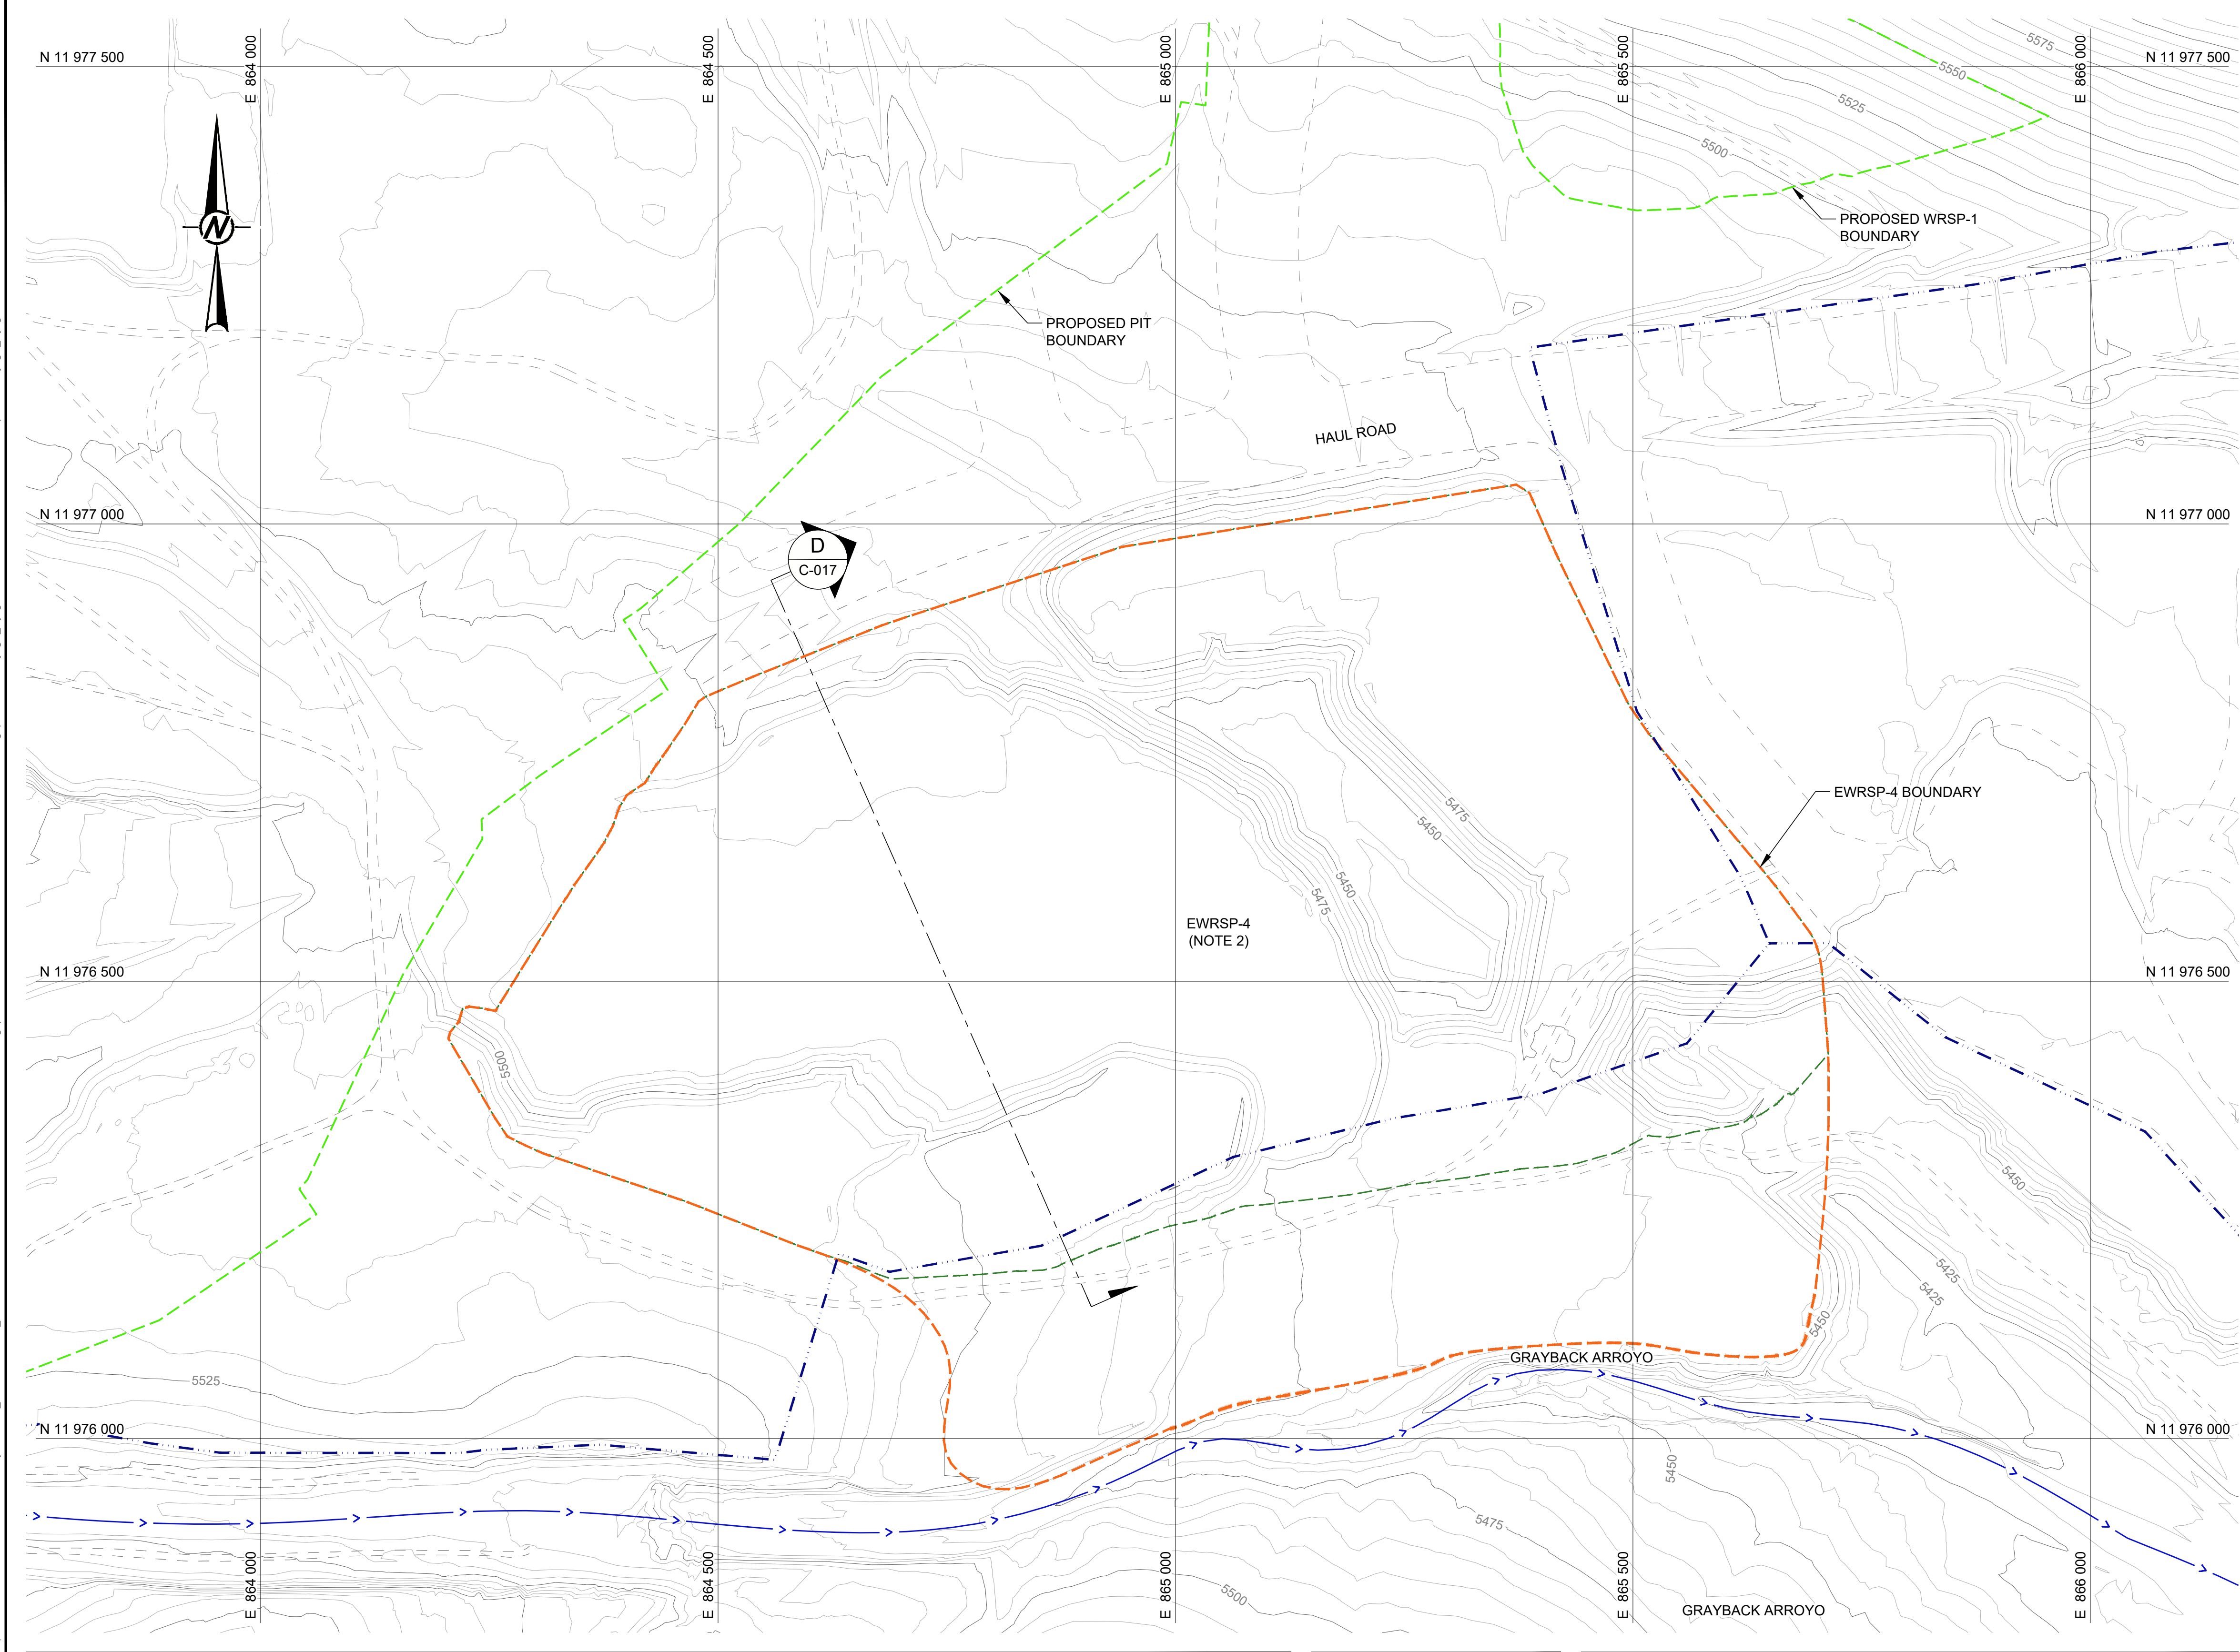 E 864 000
E 864 500
E 865 000
E 865 500
E 866 000
N 11 977 500
N 11 977 500
5575
5550
5525
5500
N
PROPOSED WRSP-1
BOUNDARY
PROPOSED PIT
BOUNDARY
HAUL ROAD
N 11 977 000
N 11 977 000
D
C-017
EWRSP-4 BOUNDARY
5475
5450
5450
5475
EWRSP-4
(NOTE 2)
N 11 976 500
N 11 976 500
5500
5450
5425
5425
5450
GRAYBACK ARROYO
5525
N 11 976 000
N 11 976 000
5450
5475
5500
E 864 000
E 864 500
E 865 000
E 865 500
E 866 000
GRAYBACK ARROYO